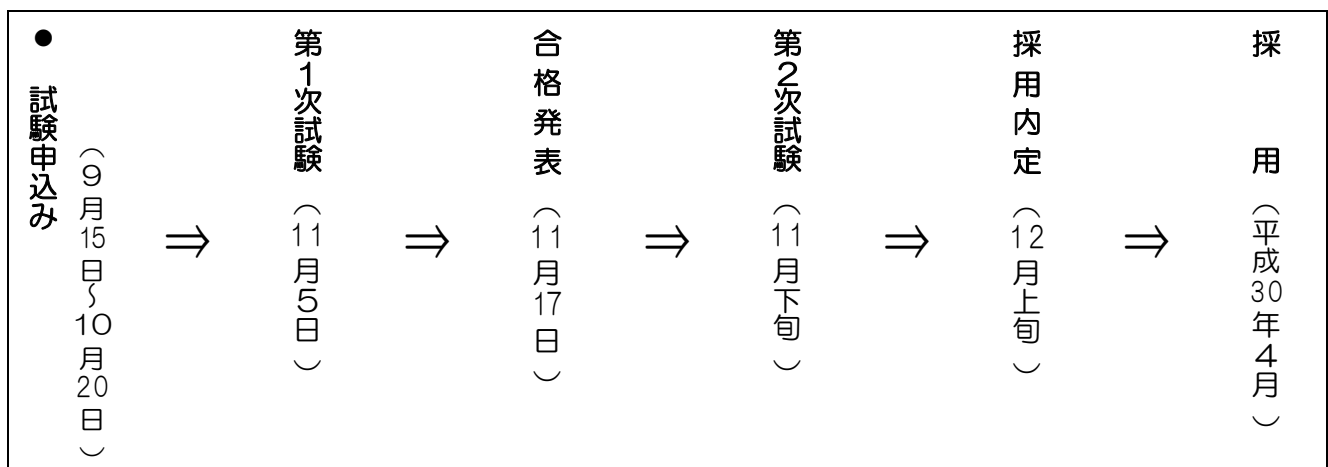 ● 試験申込み
（９月15日～１０月20日）
⇒
第１次試験（11月５日）
⇒
合格発表（11月17日）
⇒
第２次試験（11月下旬）
⇒
採用内定（12月上旬）
⇒
採　　用（平成30年４月）